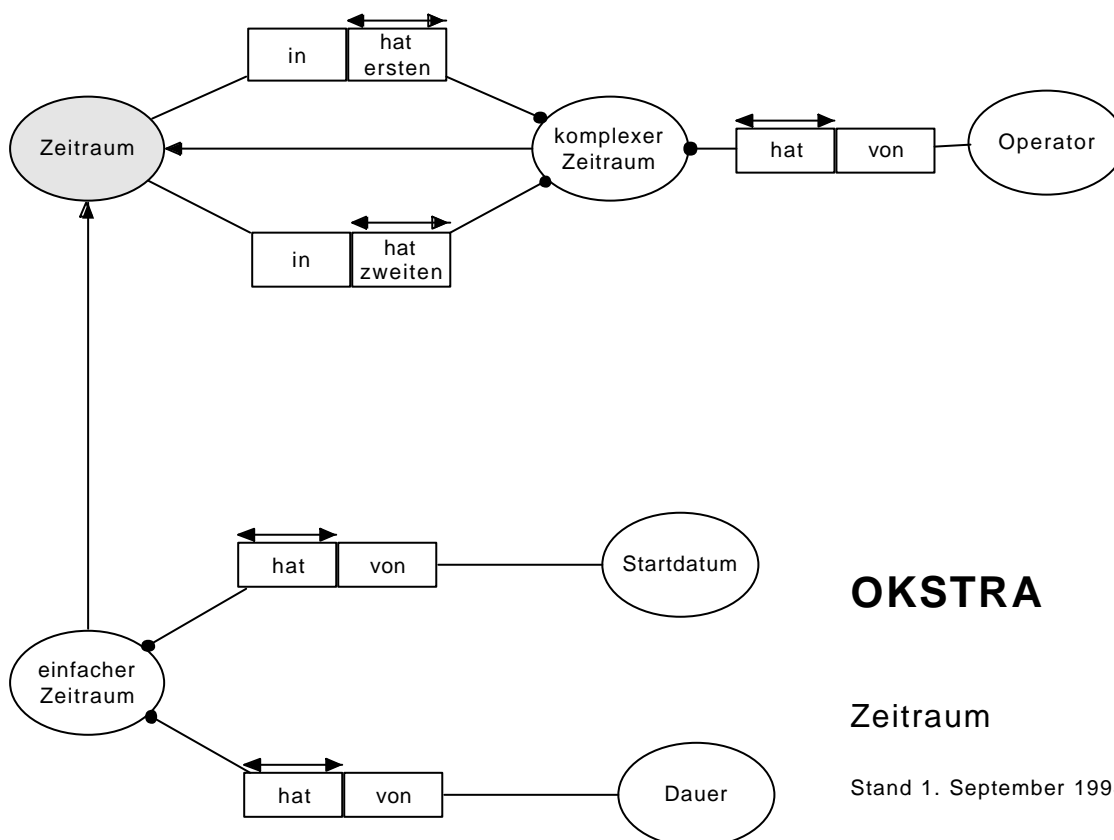 in
hat
ersten
Zeitraum
komplexer
Zeitraum
hat
von
Operator
in
hat
zweiten
hat
von
Startdatum
OKSTRA
einfacher
Zeitraum
Zeitraum
hat
von
Dauer
Stand 1. September 199